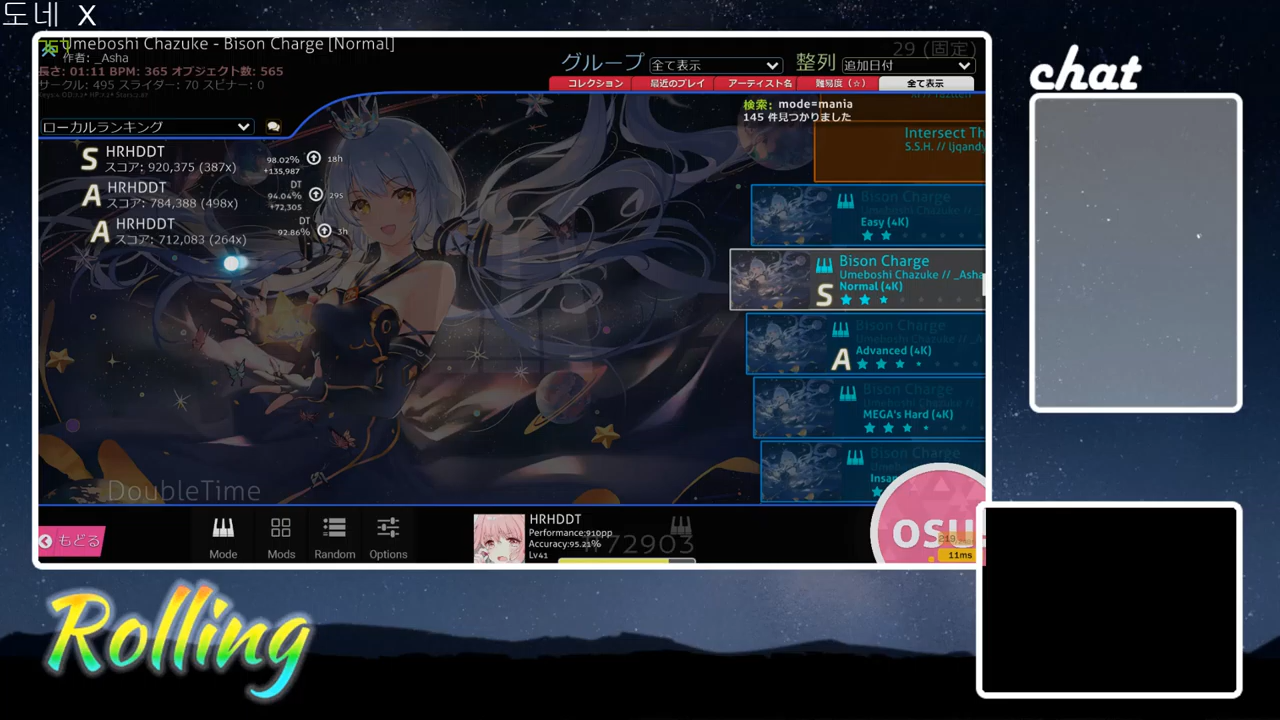 도네 X
Umeboshi Chazuke - Bison Charge [Normal]
作者: _Asha
長さ: 01:11 BPM: 365 オブジェクト数: 565
サークル: 495 スライダー: 70 スピナー: 0
グループ 全て表示
整列 追加日付
29 (固定)
コレクション 最近のプレイ アーティスト名 難易度 (☆) 全て表示
検索: mode=mania
145 件見つかりました
ローカルランキング
S HRHDDT
スコア: 920,375 (387x)
98.02% 18h
+135,987
A HRHDDT
スコア: 784,388 (498x)
DT
94.04% 29s
+72,305
A HRHDDT
スコア: 712,083 (264x)
DT
92.86% 3h
Intersect Th
S.S.H. // ljqandy
Bison Charge
Umeboshi Chazuke //
Easy (4K)
Bison Charge
Umeboshi Chazuke // _Asha
Normal (4K)
S
Bison Charge
Umeboshi Chazuke //
Advanced (4K)
A
Bison Charge
Umeboshi Chazuke //
MEGA's Hard (4K)
Bison Charge
Insan
DoubleTime
もどる
Mode
Mods
Random
Options
HRHDDT
Performance:910pp
Accuracy:95.21%
Lv41
#72903
OSU
11ms
chat
Rolling